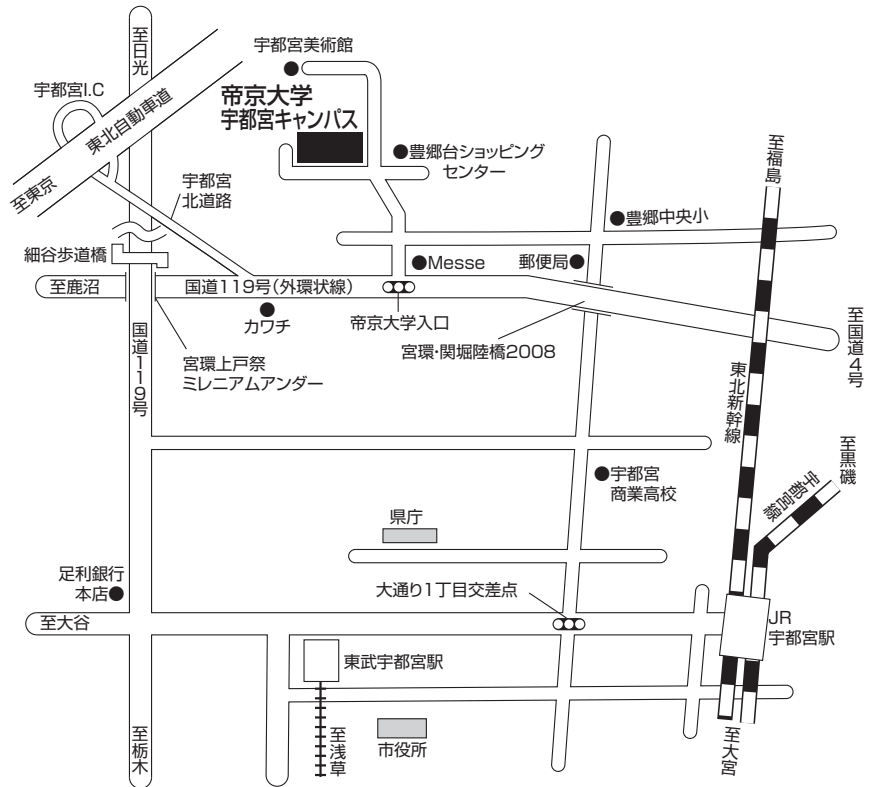 至日光
宇都宮美術館
宇都宮I.C
東北自動車道
至東京
帝京大学
宇都宮キャンパス
豊郷台ショッピング
センター
至福島
宇都宮
北道路
豊郷中央小
細谷歩道橋
Messe
郵便局
至鹿沼
国道119号(外環状線)
カワチ
帝京大学入口
宮環・関堀陸橋2008
至国道4号
国道119号
宮環上戸祭
ミレニアムアンダー
東北新幹線
至黒磯
宇都宮線
宇都宮
商業高校
県庁
足利銀行
本店
大通り1丁目交差点
至大谷
JR
宇都宮駅
東武宇都宮駅
至栃木
至浅草
市役所
至大宮